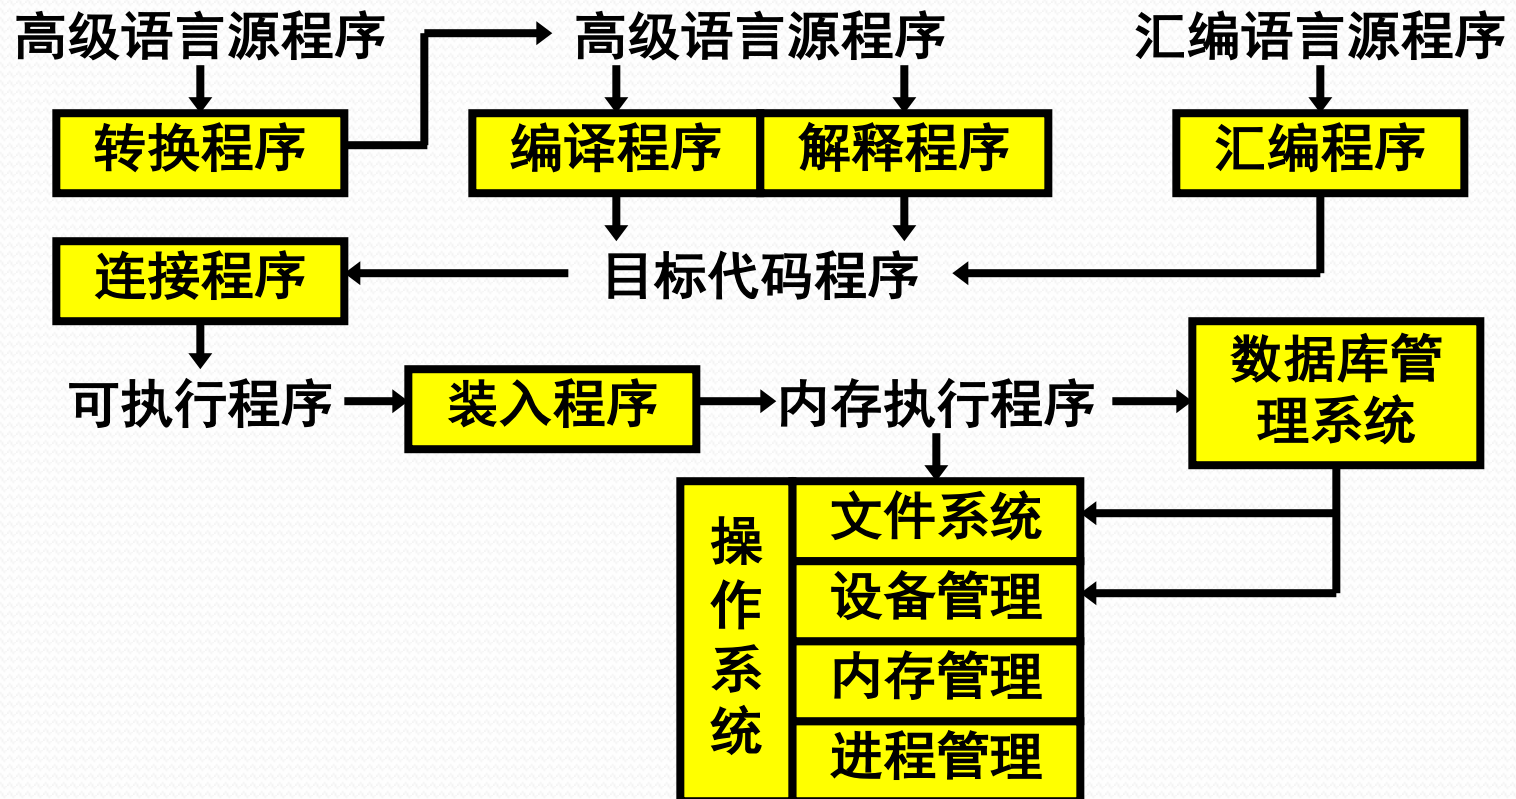 高级语言源程序
高级语言源程序
汇编语言源程序
转换程序
编译程序
解释程序
汇编程序
连接程序
目标代码程序
可执行程序
装入程序
内存执行程序
数据库管
理系统
操
作
系
统
文件系统
设备管理
内存管理
进程管理